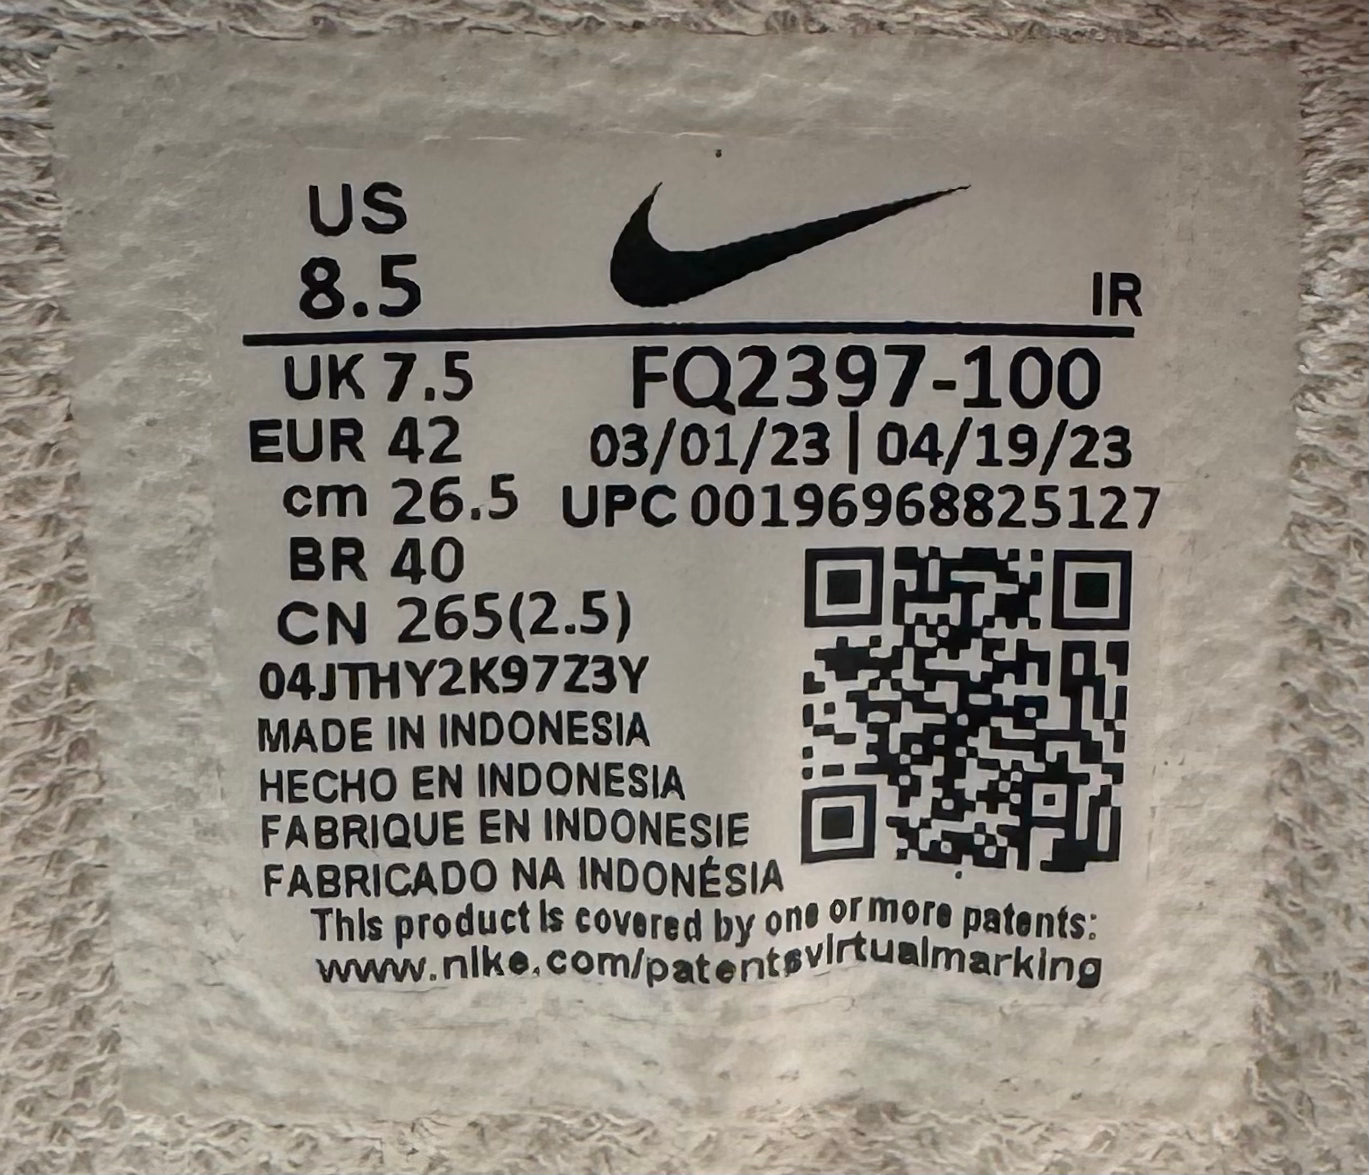 US
8.5
IR
UK 7.5
FQ2397-100
EUR 42
03/01/23 | 04/19/23
cm 26.5
UPC 00196968825127
BR 40
CN 265(2.5)
04JTHY2K97Z3Y
MADE IN INDONESIA
HECHO EN INDONESIA
FABRIQUE EN INDONESIE
FABRICADO NA INDONÉSIA
This product is covered by one or more patents:
www.nike.com/patentsvirtualmarking